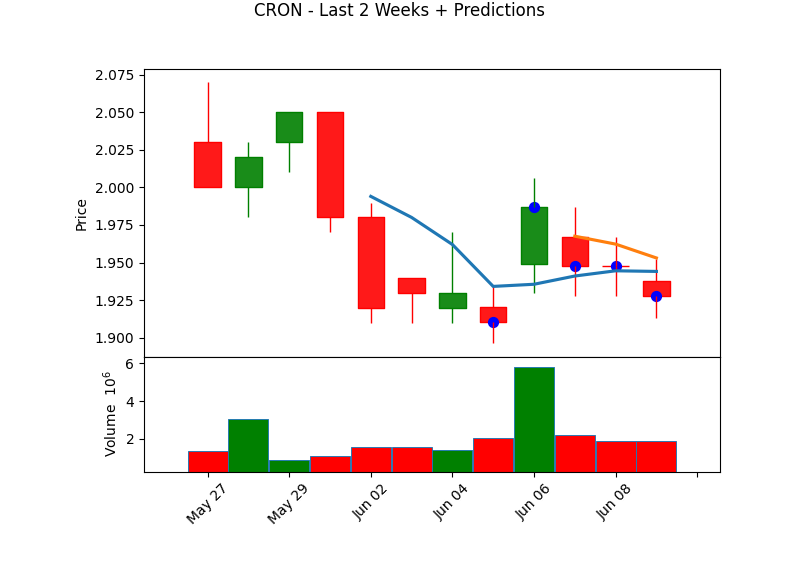 CRON - Last 2 Weeks + Predictions
2.075
2.050
2.025
2.000
1.975
1.950
1.925
1.900
Price
6
4
2
Volume 10^6
May 27
May 29
Jun 02
Jun 04
Jun 06
Jun 08